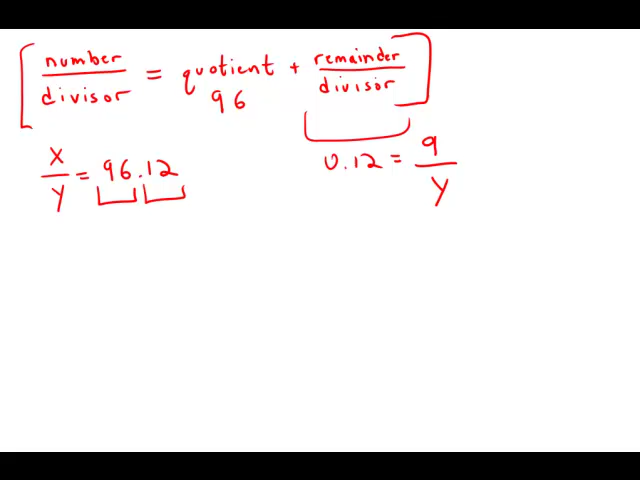 number/divisor = quotient + remainder/divisor
96
x/y = 96.12
0.12 = 9/y